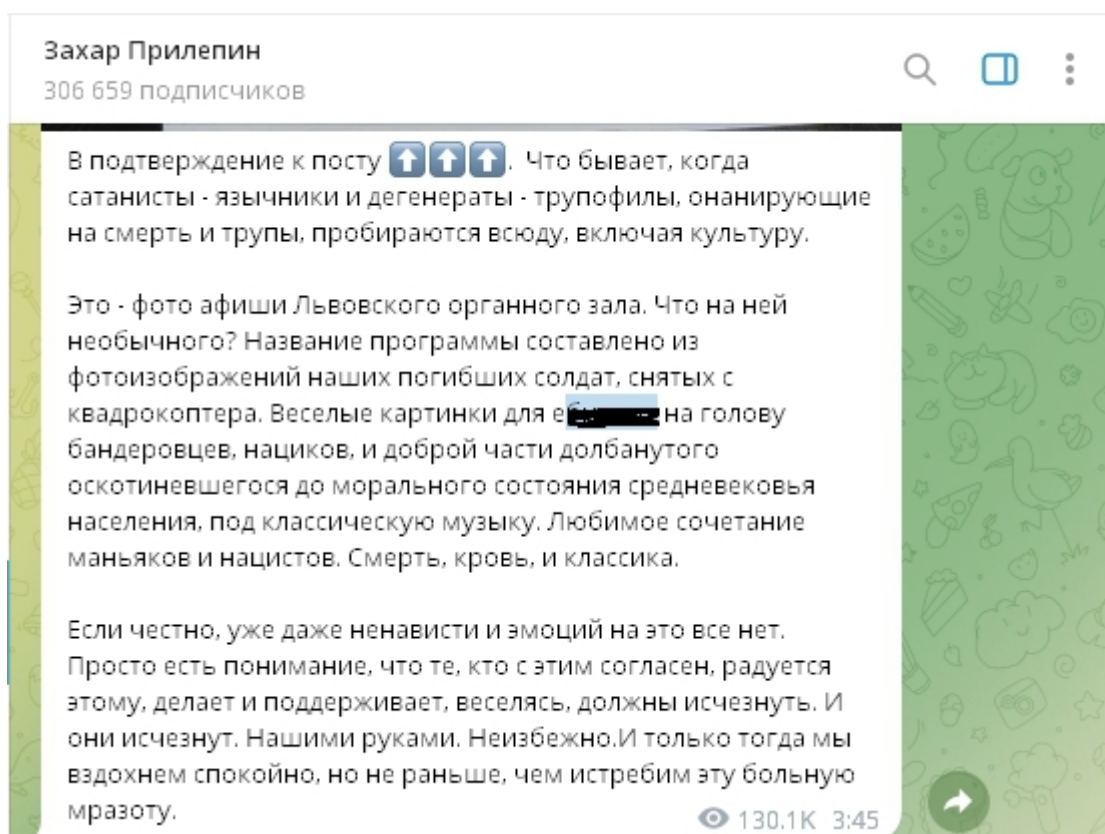 Захар Прилепин
306 659 подписчиков
В подтверждение к посту ⬆️⬆️⬆️. Что бывает, когда
сатанисты - язычники и дегенераты - трупофилы, онанирующие
на смерть и трупы, пробираются всюду, включая культуру.
Это - фото афиши Львовского органного зала. Что на ней
необычного? Название программы составлено из
фотоизображений наших погибших солдат, снятых с
квадрокоптера. Веселые картинки для на голову
бандеровцев, нациков, и доброй части долбанутого
оскотиневшегося до морального состояния средневековья
населения, под классическую музыку. Любимое сочетание
маньяков и нацистов. Смерть, кровь, и классика.
Если честно, уже даже ненависти и эмоций на это все нет.
Просто есть понимание, что те, кто с этим согласен, радуется
этому, делает и поддерживает, веселясь, должны исчезнуть. И
они исчезнут. Нашими руками. Неизбежно.И только тогда мы
вздохнем спокойно, но не раньше, чем истребим эту больную
мразоту.
130.1K 3:45